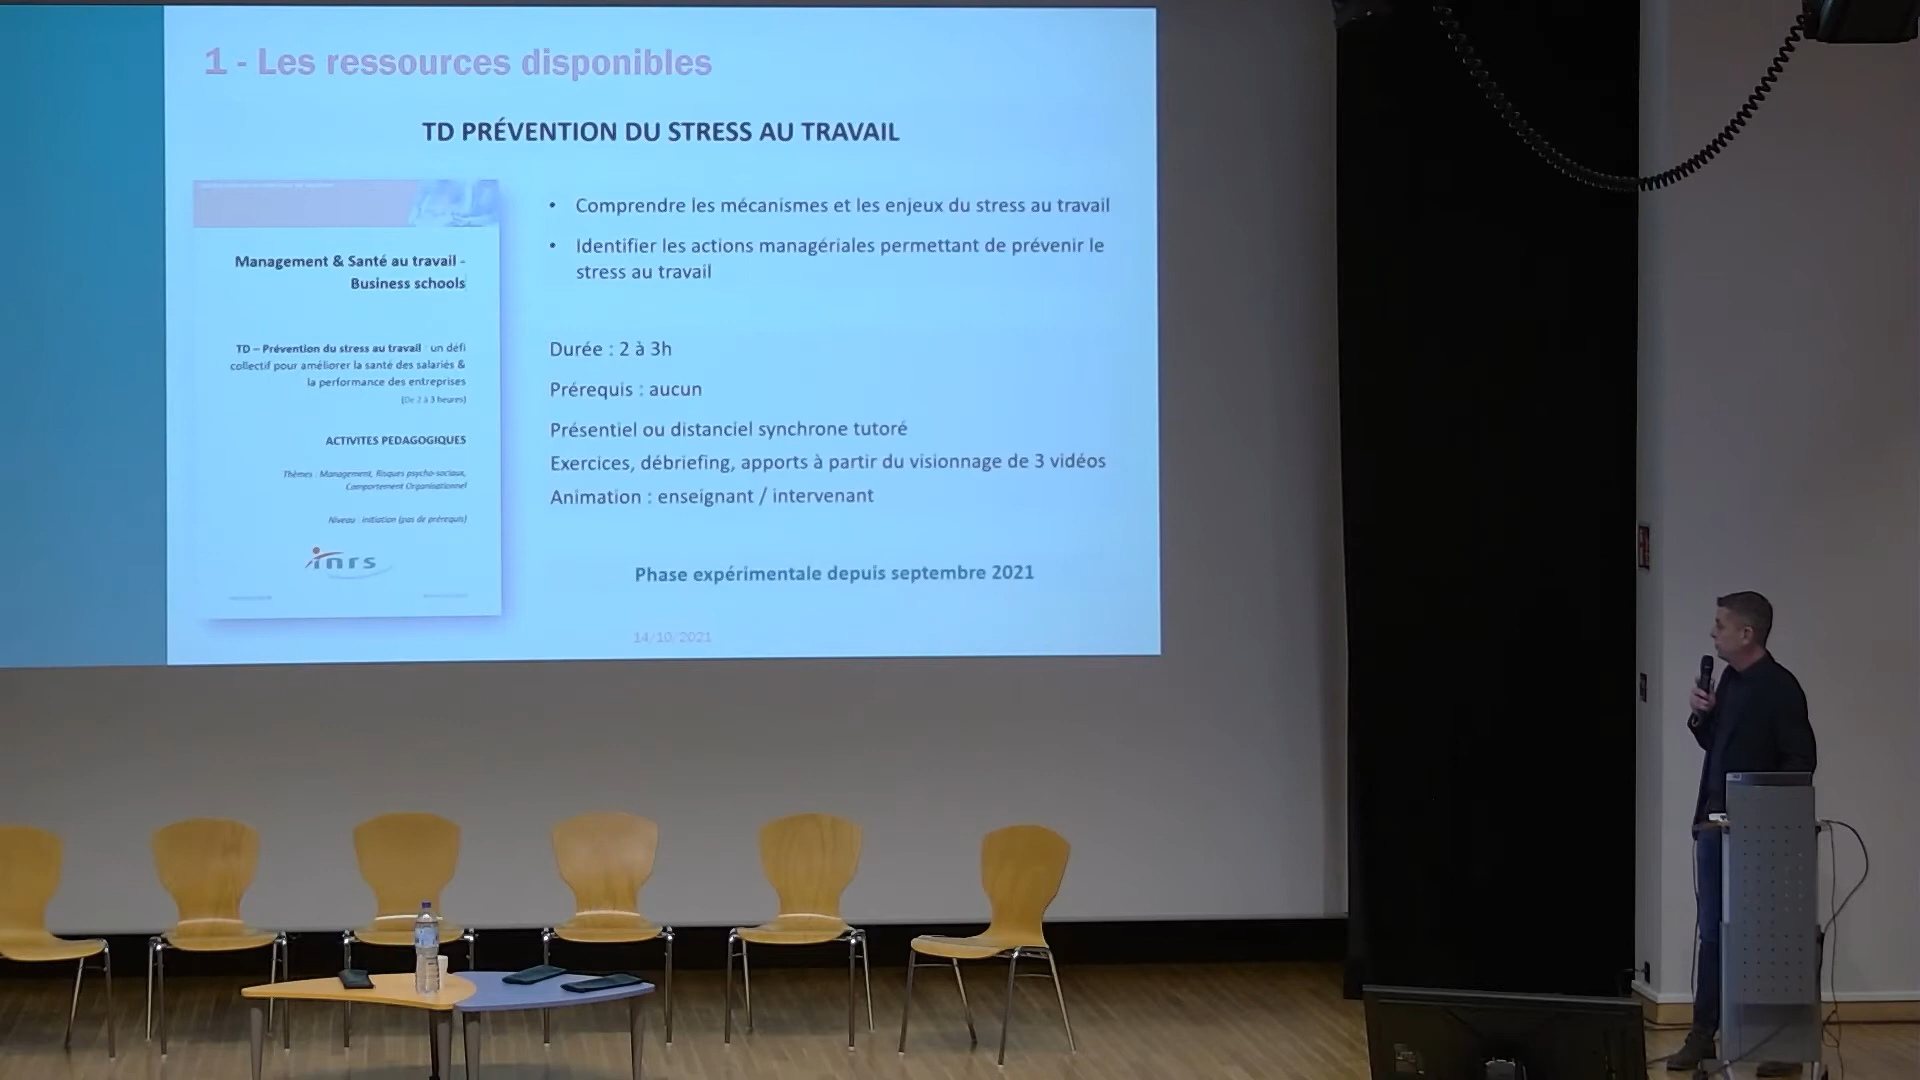 1 - Les ressources disponibles
TD PRÉVENTION DU STRESS AU TRAVAIL
Management & Santé au travail -
Business schools
TD – Prévention du stress au travail : un défi
collectif pour améliorer la santé des salariés &
la performance des entreprises
(De 2 à 3 heures)
ACTIVITES PEDAGOGIQUES
Thèmes : Management, Risques psycho-sociaux,
Comportement Organisationnel
Niveau : initiation (pas de prérequis)
inrs
• Comprendre les mécanismes et les enjeux du stress au travail
• Identifier les actions managériales permettant de prévenir le
stress au travail
Durée : 2 à 3h
Prérequis : aucun
Présentiel ou distanciel synchrone tutoré
Exercices, débriefing, apports à partir du visionnage de 3 vidéos
Animation : enseignant / intervenant
Phase expérimentale depuis septembre 2021
14/10/2021